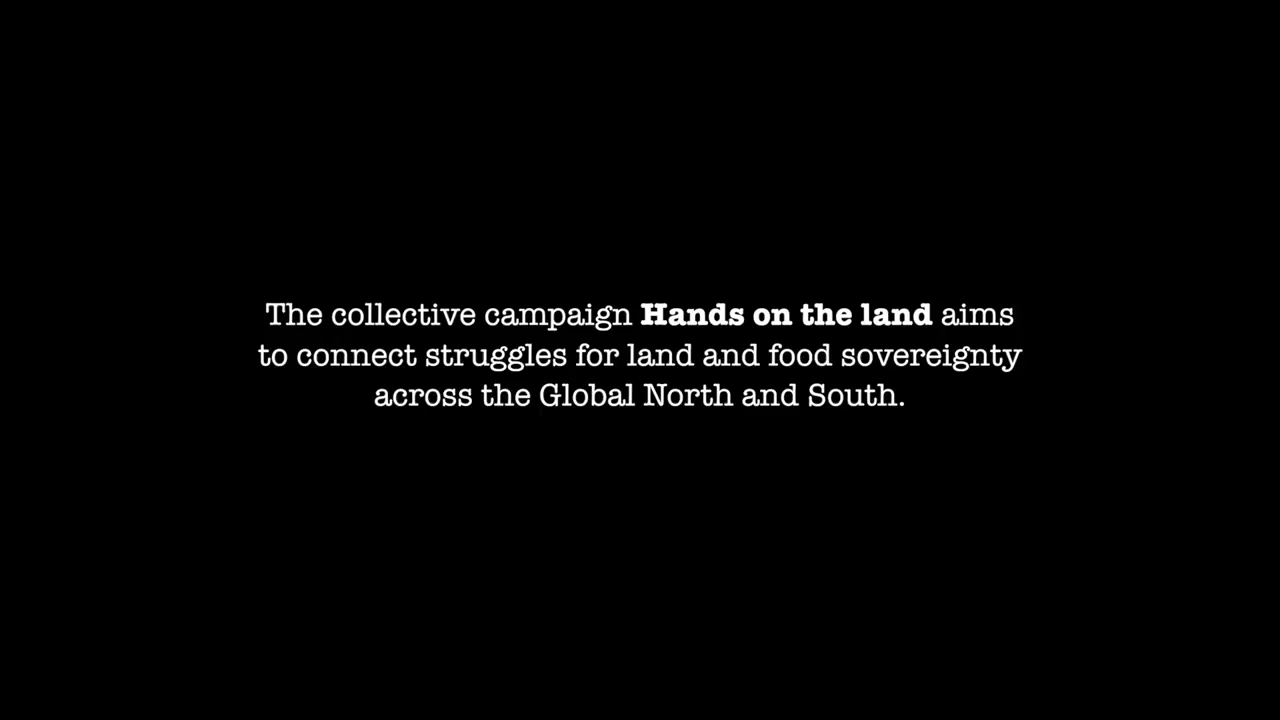 The collective campaign Hands on the land aims
to connect struggles for land and food sovereignty
across the Global North and South.